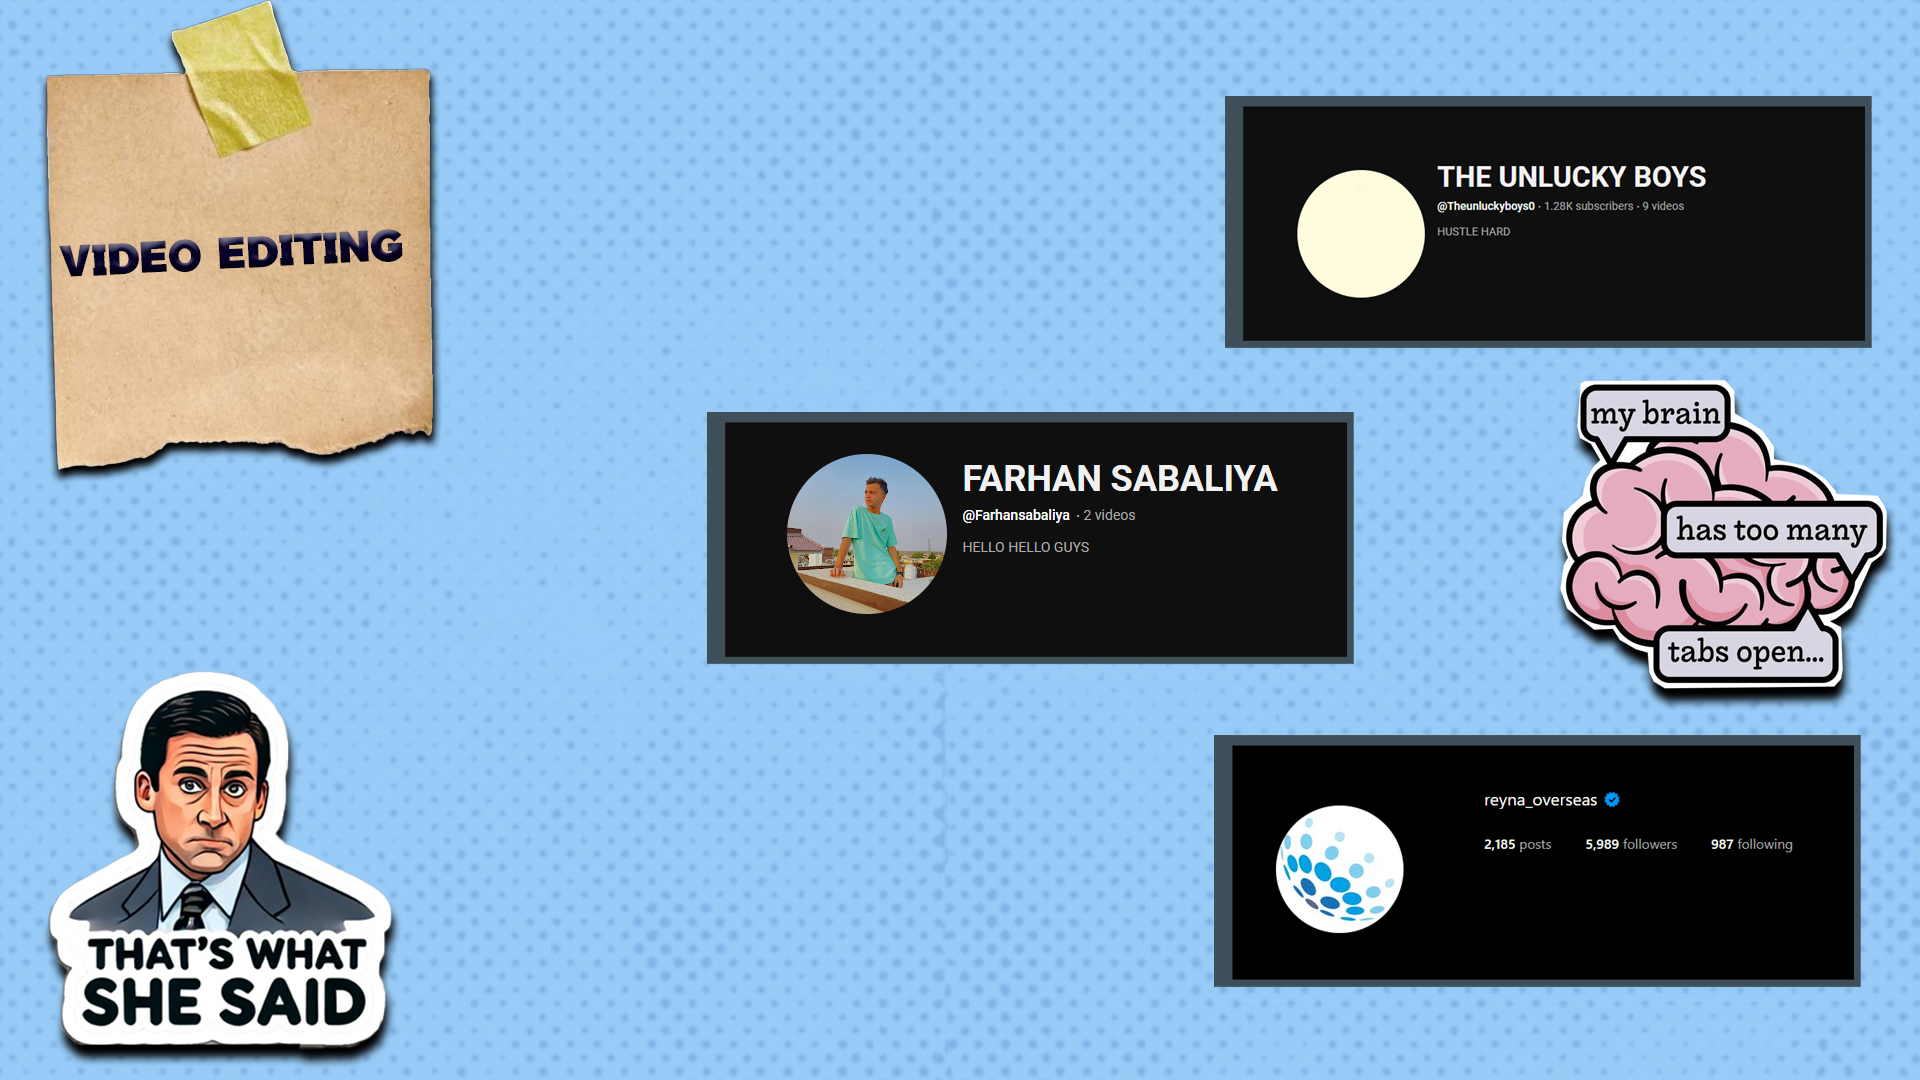 VIDEO EDITING
THE UNLUCKY BOYS
@Theunluckyboys0 · 1.28K subscribers · 9 videos
HUSTLE HARD
FARHAN SABALIYA
@Farhansabaliya · 2 videos
HELLO HELLO GUYS
my brain
has too many
tabs open...
reyna_overseas
2,185 posts 5,989 followers 987 following
THAT'S WHAT
SHE SAID